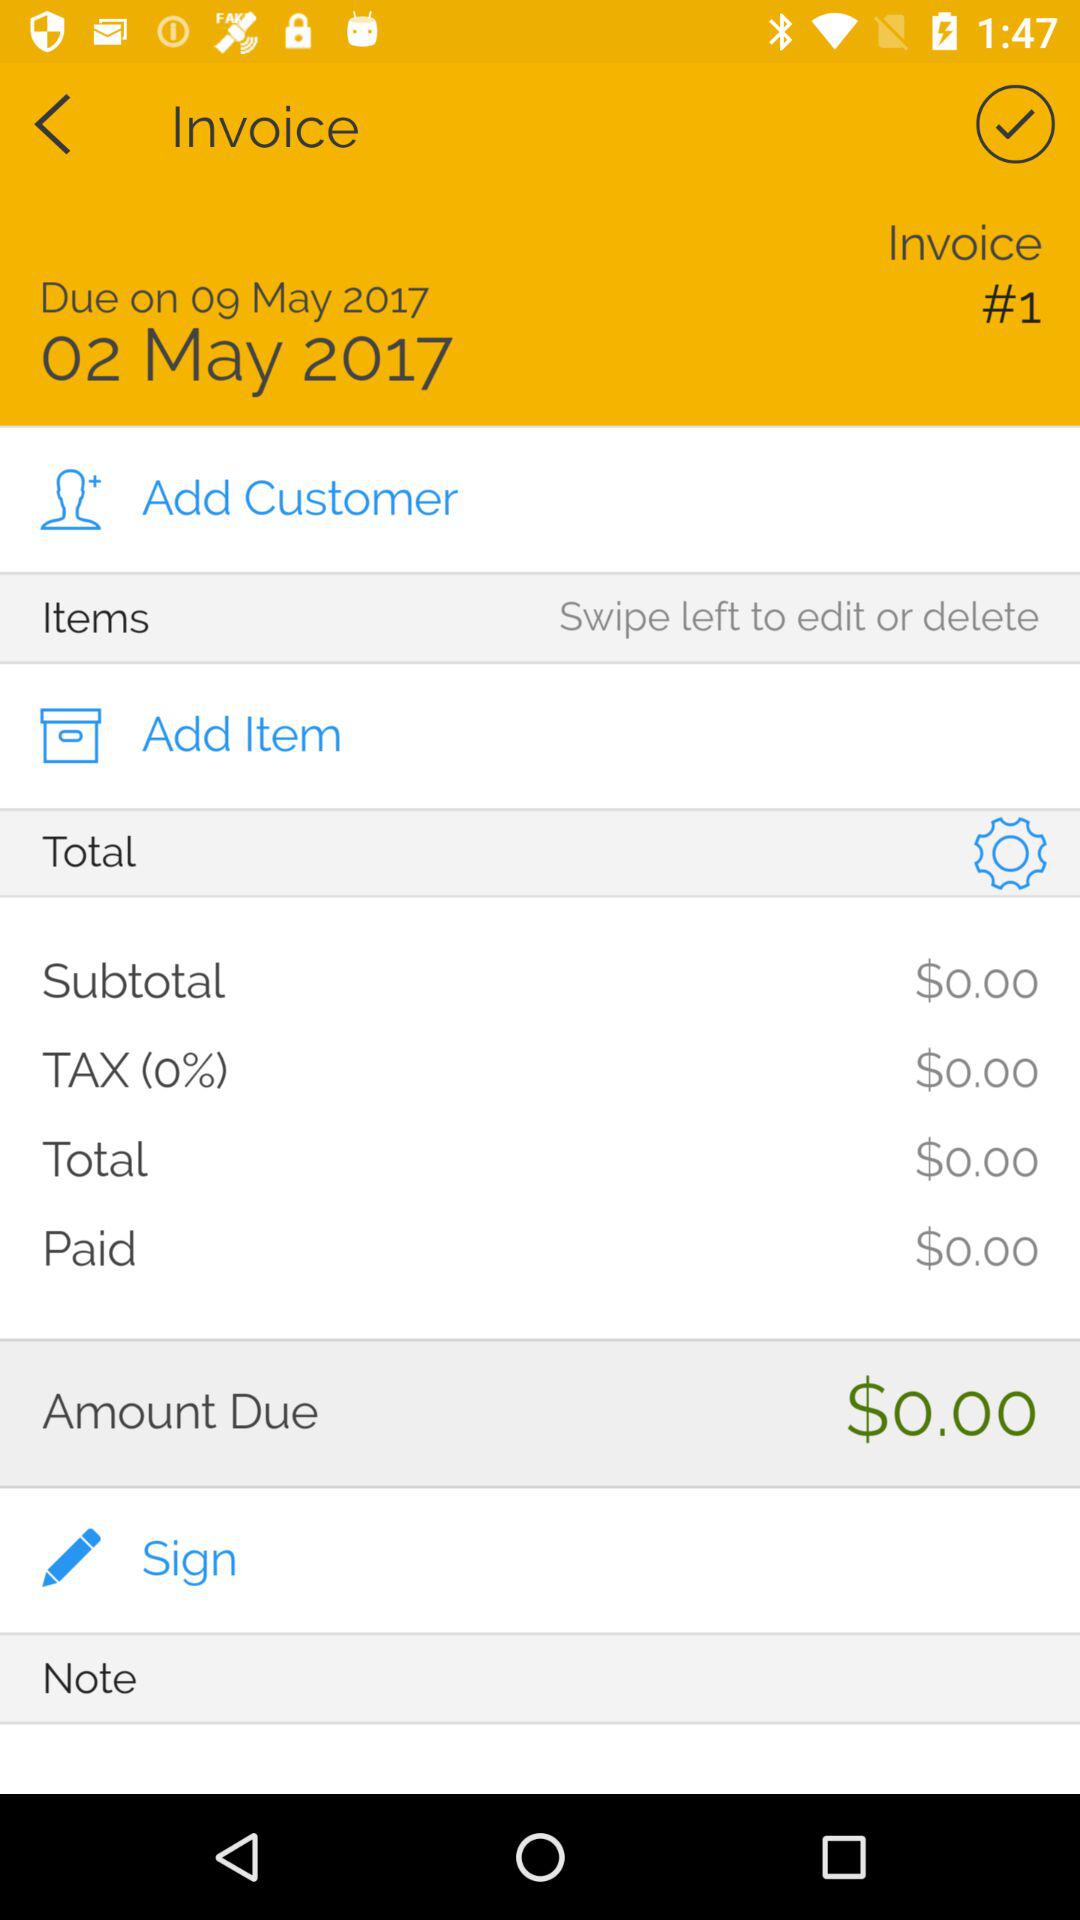 FAKE 1:47
Invoice
Invoice
#1
Due on 09 May 2017
02 May 2017
Add Customer
Items Swipe left to edit or delete
Add Item
Total
Subtotal $0.00
TAX (0%) $0.00
Total $0.00
Paid $0.00
Amount Due $0.00
Sign
Note